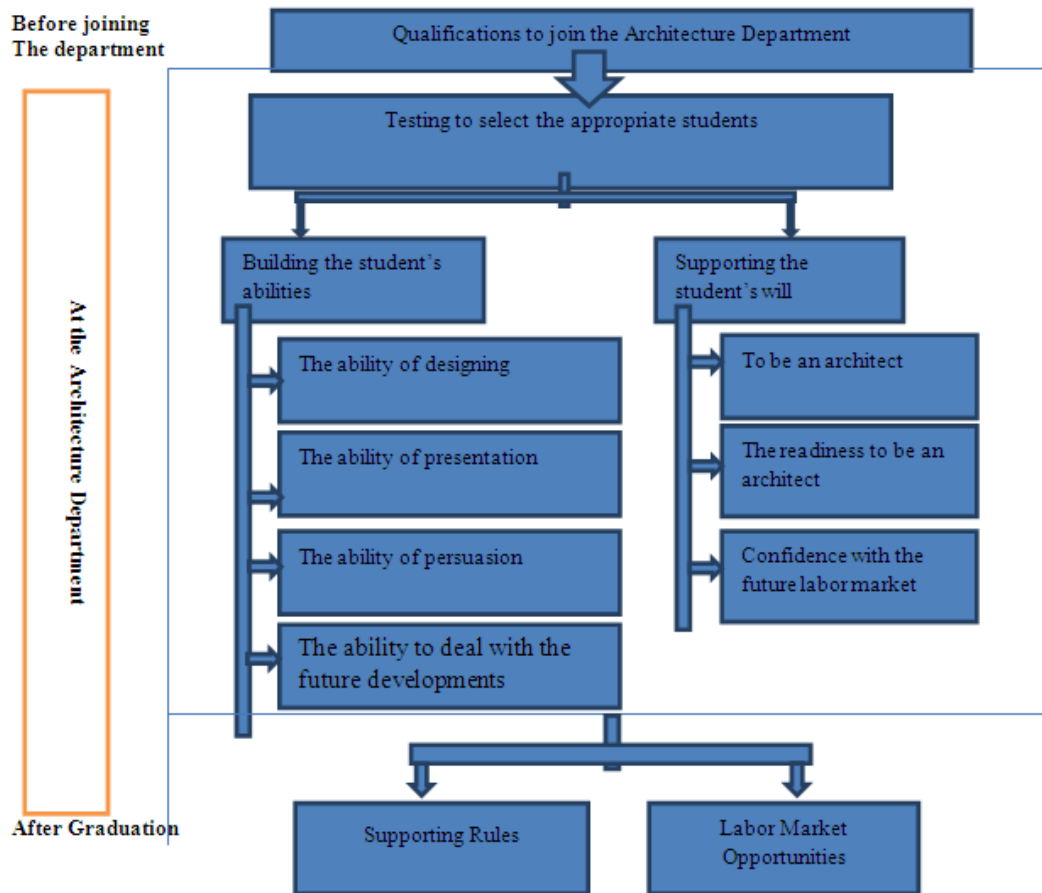 Before joining
The department
Qualifications to join the Architecture Department
Testing to select the appropriate students
Building the student's
abilities
Supporting the
student's will
At the Architecture Department
The ability of designing
The ability of presentation
The ability of persuasion
The ability to deal with the
future developments
To be an architect
The readiness to be an
architect
Confidence with the
future labor market
After Graduation
Supporting Rules
Labor Market
Opportunities